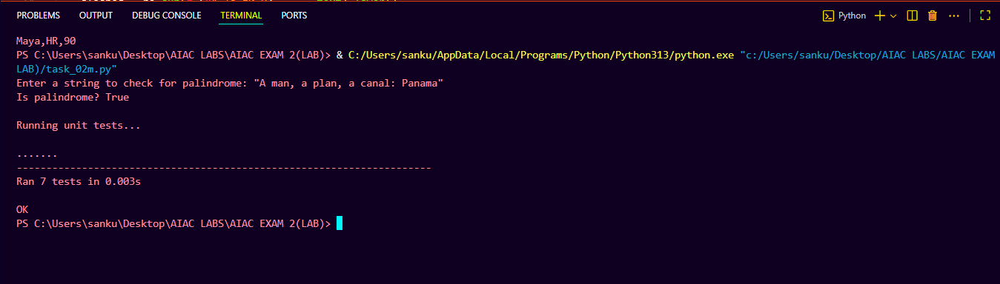 PROBLEMS OUTPUT DEBUG CONSOLE TERMINAL PORTS Python
Maya,HR,90
PS C:\Users\sanku\Desktop\AIAC LABS\AIAC EXAM 2(LAB)> & C:/Users/sanku/AppData/Local/Programs/Python/Python313/python.exe "c:/Users/sanku/Desktop/AIAC LABS/AIAC EXAM
LAB)/task_02m.py"
Enter a string to check for palindrome: "A man, a plan, a canal: Panama"
Is palindrome? True
Running unit tests...
.......
----------------------------------------------------------------------
Ran 7 tests in 0.003s
OK
PS C:\Users\sanku\Desktop\AIAC LABS\AIAC EXAM 2(LAB)>